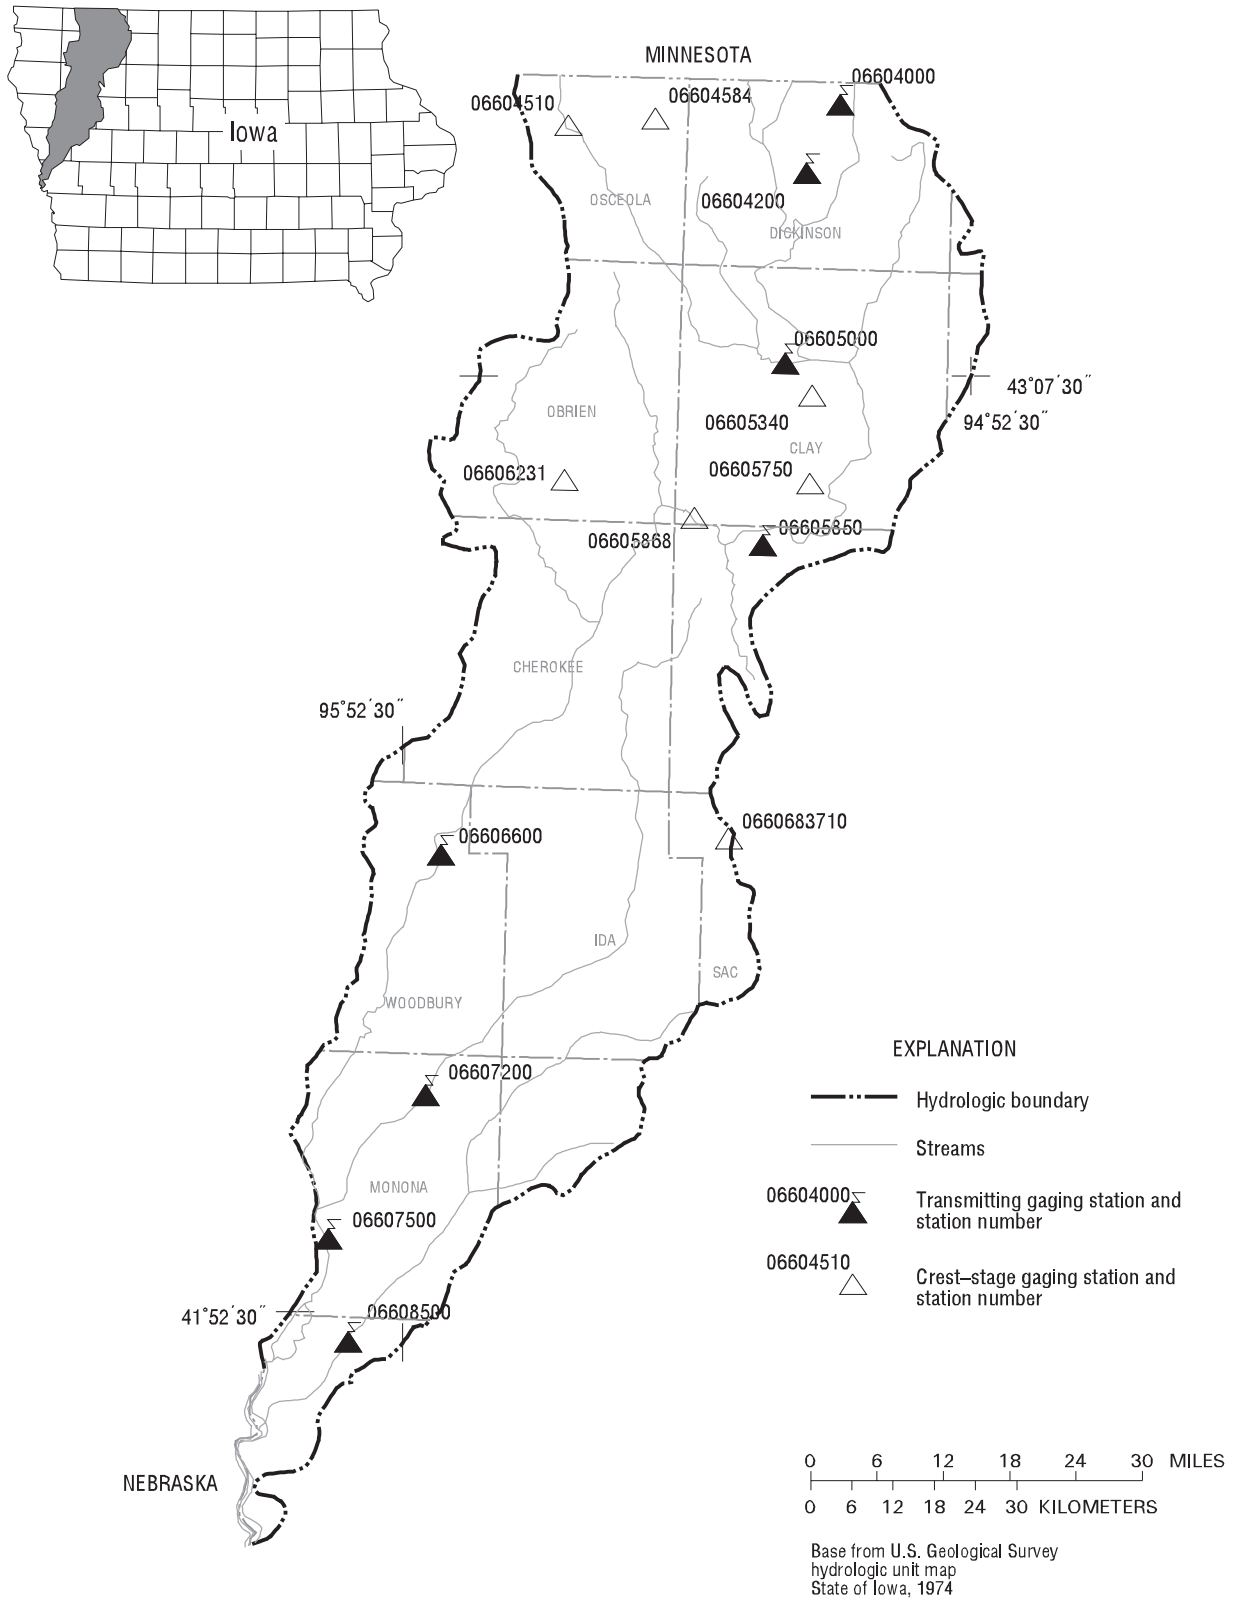 MINNESOTA
06604000
06604584
06604510
Iowa
OSCEOLA
06604200
DICKINSON
06605000
43°07′30″
OBRIEN
06605340
94°52′30″
CLAY
06606231
06605750
06605868
06605850
CHEROKEE
95°52′30″
0660683710
06606600
IDA
SAC
WOODBURY
EXPLANATION
06607200
Hydrologic boundary
Streams
MONONA
06604000
Transmitting gaging station and
station number
06607500
06604510
Crest–stage gaging station and
station number
41°52′30″
06608500
NEBRASKA
0 6 12 18 24 30 MILES
0 6 12 18 24 30 KILOMETERS
Base from U.S. Geological Survey
hydrologic unit map
State of Iowa, 1974